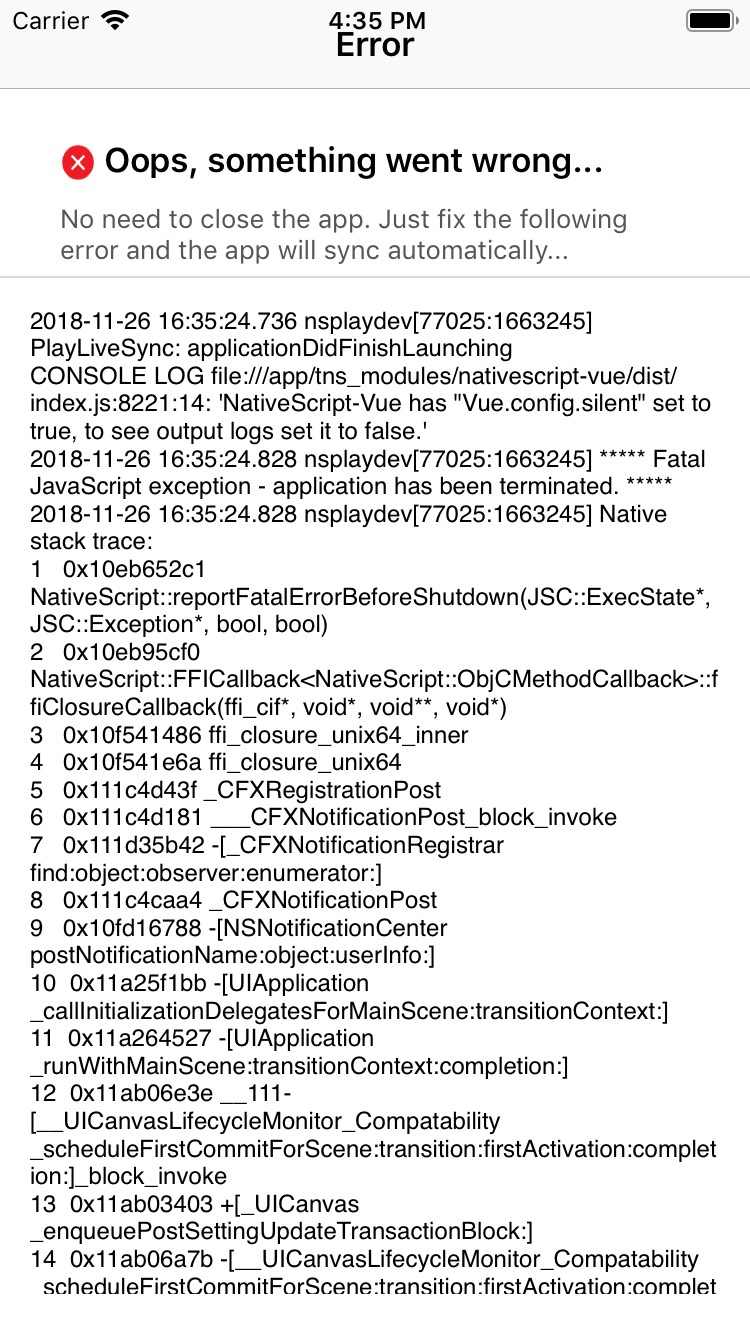 Carrier
4:35 PM
Error
Oops, something went wrong...
No need to close the app. Just fix the following
error and the app will sync automatically...
2018-11-26 16:35:24.736 nsplaydev[77025:1663245]
PlayLiveSync: applicationDidFinishLaunching
CONSOLE LOG file:///app/tns_modules/nativescript-vue/dist/
index.js:8221:14: 'NativeScript-Vue has "Vue.config.silent" set to
true, to see output logs set it to false.'
2018-11-26 16:35:24.828 nsplaydev[77025:1663245] ***** Fatal
JavaScript exception - application has been terminated. *****
2018-11-26 16:35:24.828 nsplaydev[77025:1663245] Native
stack trace:
1 0x10eb652c1
NativeScript::reportFatalErrorBeforeShutdown(JSC::ExecState*,
JSC::Exception*, bool, bool)
2 0x10eb95cf0
NativeScript::FFICallback<NativeScript::ObjCMethodCallback>::f
fiClosureCallback(ffi_cif*, void*, void**, void*)
3 0x10f541486 ffi_closure_unix64_inner
4 0x10f541e6a ffi_closure_unix64
5 0x111c4d43f _CFXRegistrationPost
6 0x111c4d181 ___CFXNotificationPost_block_invoke
7 0x111d35b42 -[_CFXNotificationRegistrar
find:object:observer:enumerator:]
8 0x111c4caa4 _CFXNotificationPost
9 0x10fd16788 -[NSNotificationCenter
postNotificationName:object:userInfo:]
10 0x11a25f1bb -[UIApplication
_callInitializationDelegatesForMainScene:transitionContext:]
11 0x11a264527 -[UIApplication
_runWithMainScene:transitionContext:completion:]
12 0x11ab06e3e __111-
[__UICanvasLifecycleMonitor_Compatability
_scheduleFirstCommitForScene:transition:firstActivation:complet
ion:]_block_invoke
13 0x11ab03403 +[_UICanvas
_enqueuePostSettingUpdateTransactionBlock:]
14 0x11ab06a7b -[__UICanvasLifecycleMonitor_Compatability
_scheduleFirstCommitForScene:transition:firstActivation:complet